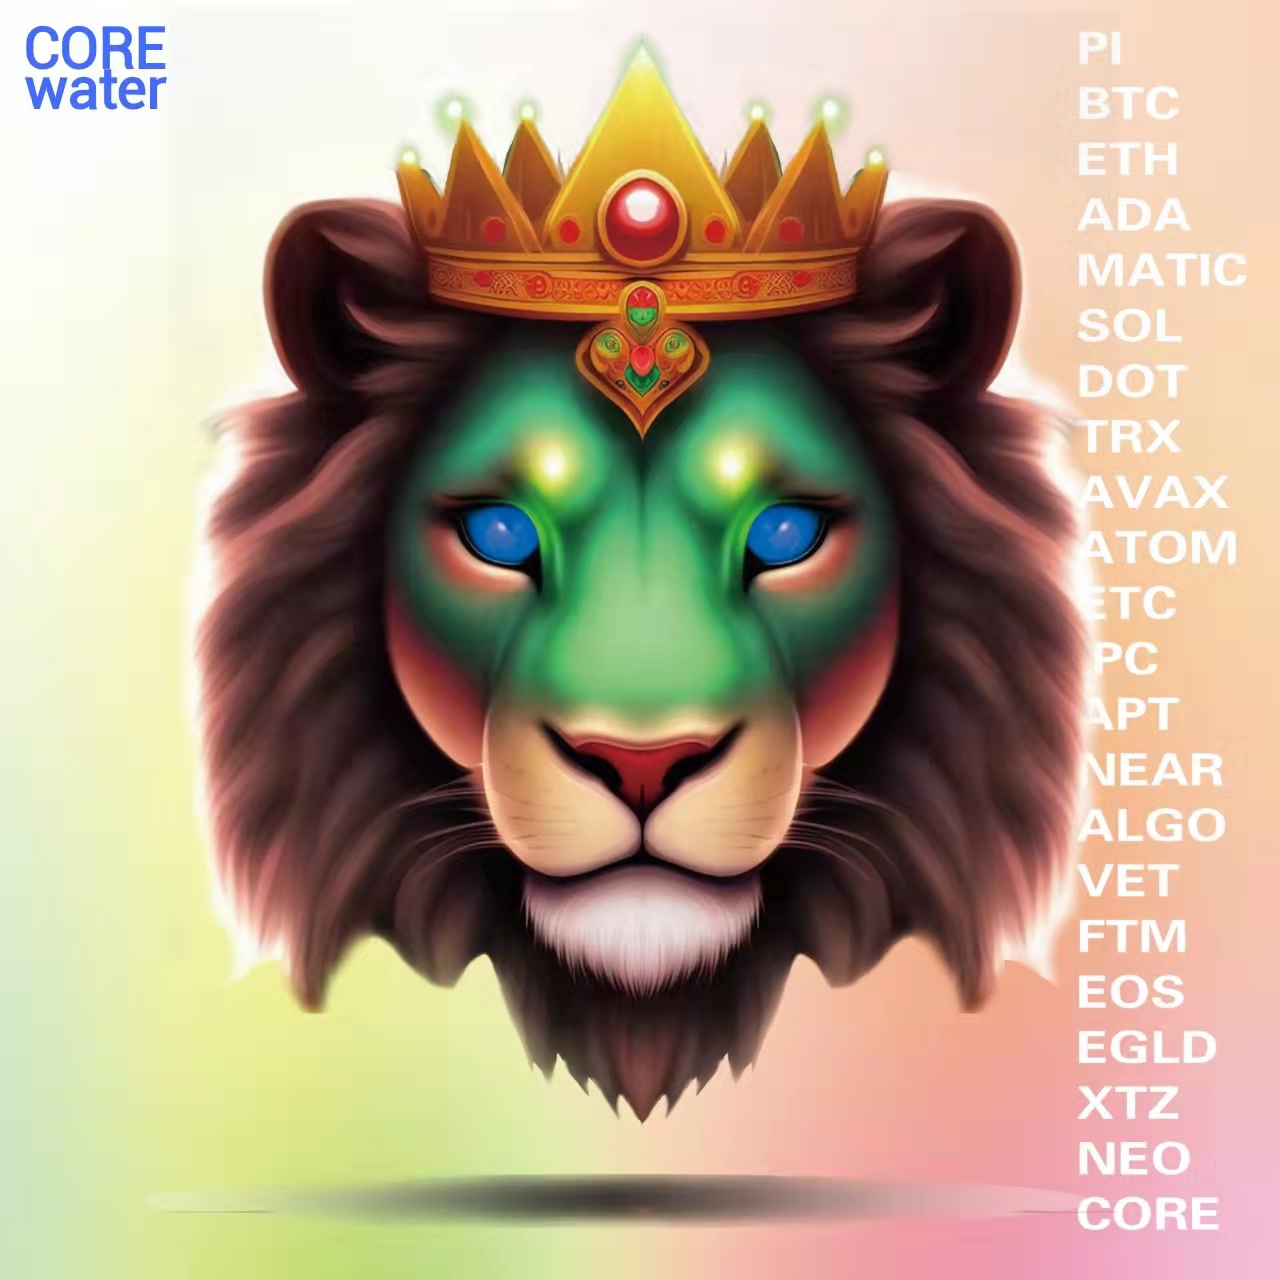 CORE
water
PI
BTC
ETH
ADA
MATIC
SOL
DOT
TRX
AVAX
ATOM
ETC
APT
NEAR
ALGO
VET
FTM
EOS
EGLD
XTZ
NEO
CORE